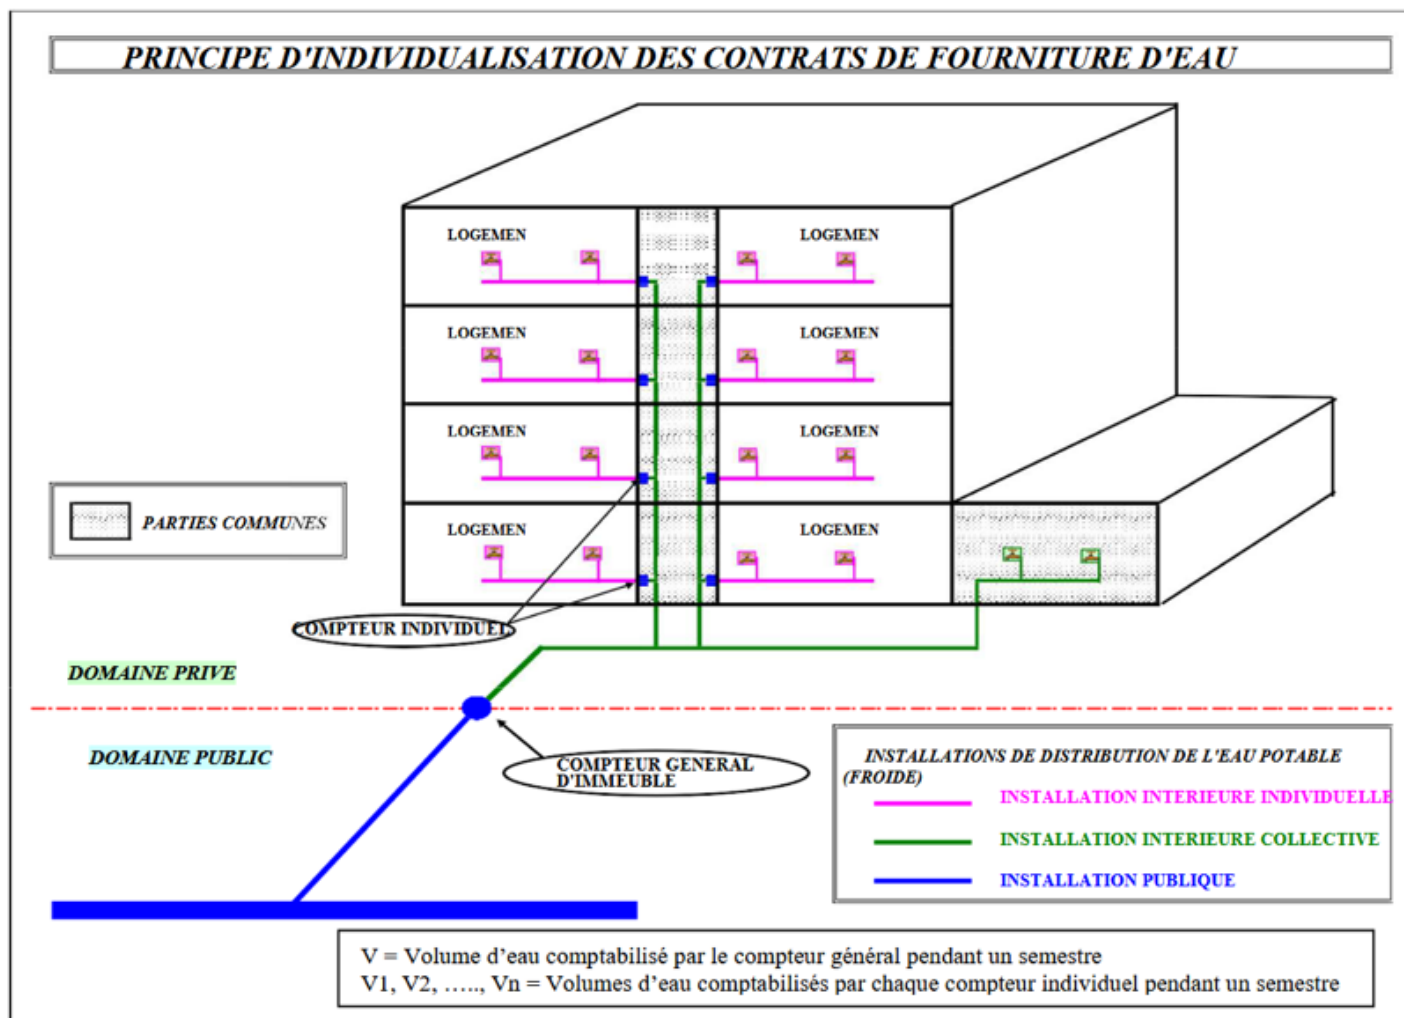 PRINCIPE D'INDIVIDUALISATION DES CONTRATS DE FOURNITURE D'EAU
LOGEMEN
LOGEMEN
LOGEMEN
LOGEMEN
LOGEMEN
LOGEMEN
LOGEMEN
LOGEMEN
PARTIES COMMUNES
COMPTEUR INDIVIDUEL
DOMAINE PRIVE
DOMAINE PUBLIC
COMPTEUR GENERAL
D'IMMEUBLE
INSTALLATIONS DE DISTRIBUTION DE L'EAU POTABLE
(FROIDE)
INSTALLATION INTERIEURE INDIVIDUELLE
INSTALLATION INTERIEURE COLLECTIVE
INSTALLATION PUBLIQUE
V = Volume d'eau comptabilisé par le compteur général pendant un semestre
V1, V2, ....., Vn = Volumes d'eau comptabilisés par chaque compteur individuel pendant un semestre